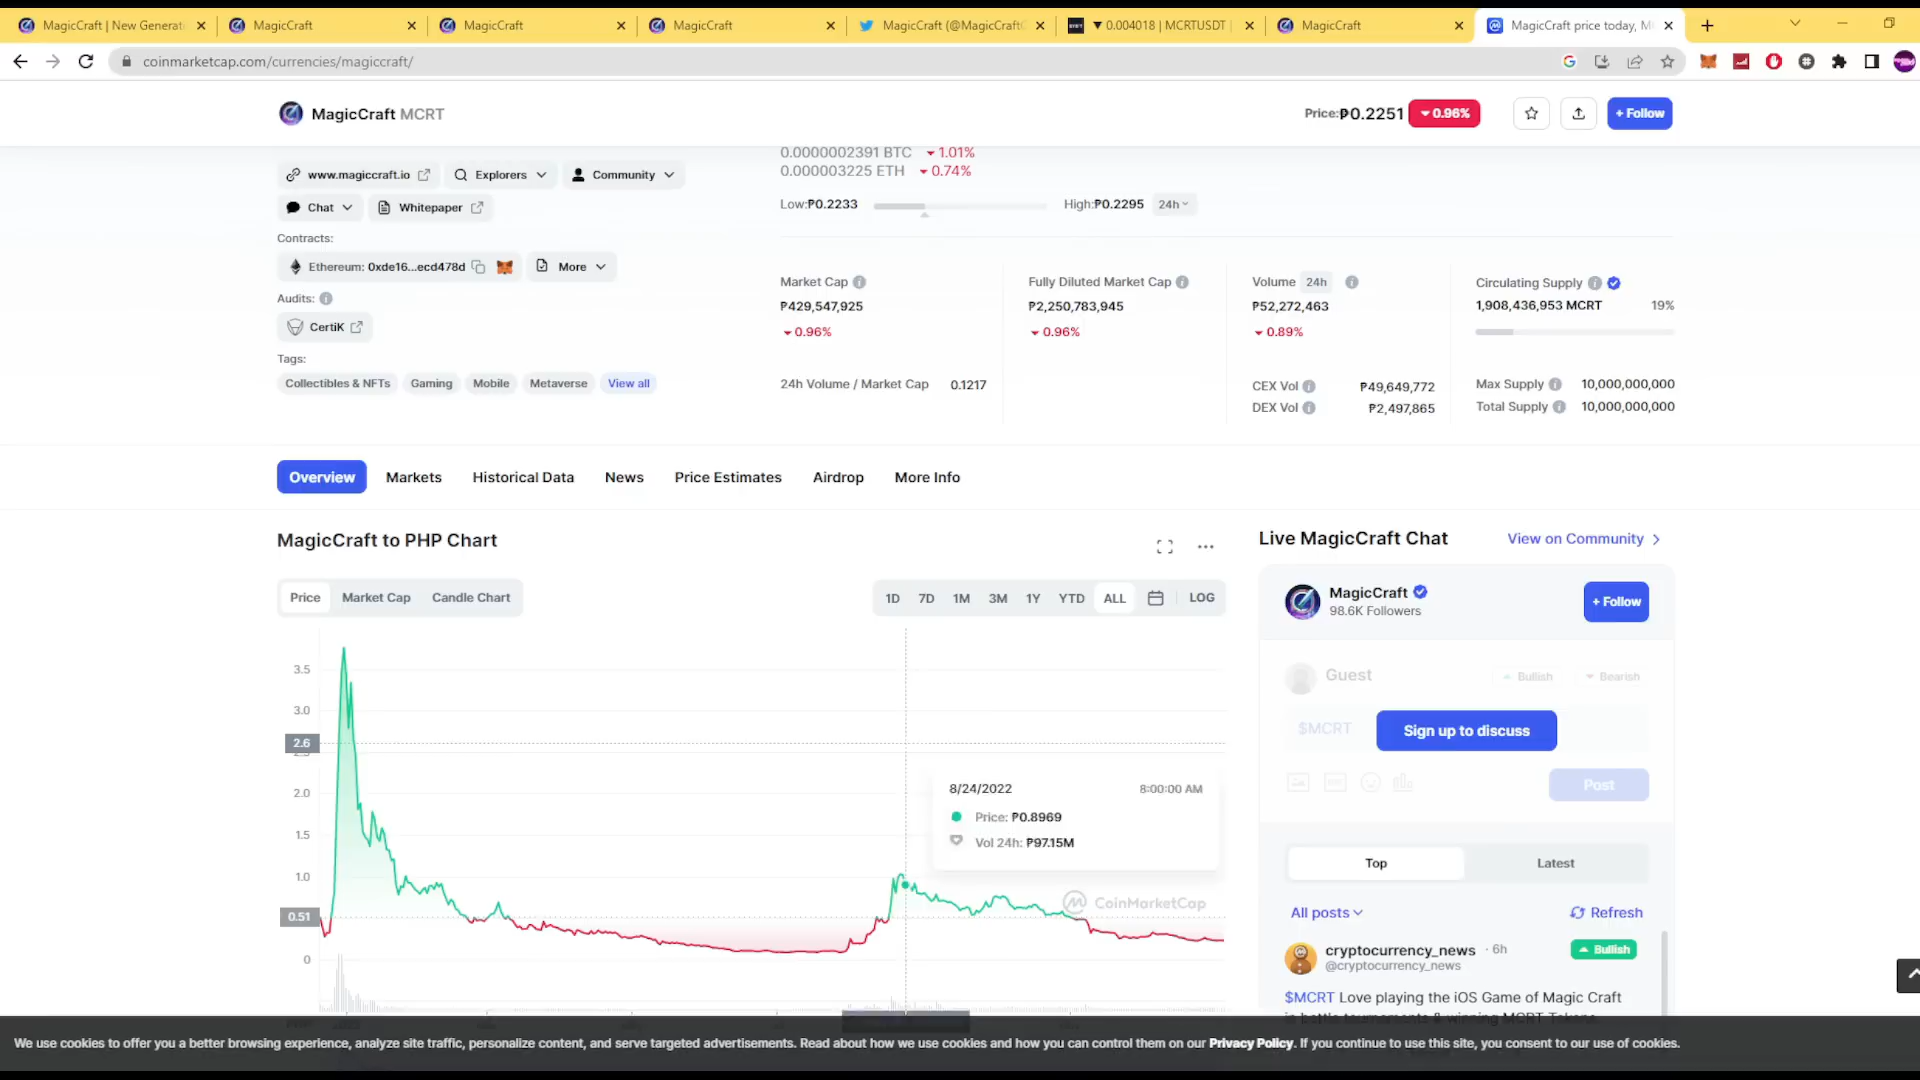 MagicCraft | New Generat
MagicCraft
MagicCraft
MagicCraft
MagicCraft (@MagicCraft
▼ 0.004018 | MCRTUSDT |
MagicCraft
MagicCraft price today, M
coinmarketcap.com/currencies/magiccraft/
MagicCraft MCRT
Price: ₱0.2251 0.96%
+ Follow
0.0000002391 BTC 1.01%
www.magiccraft.io
Explorers
Community
0.000003225 ETH 0.74%
Chat
Whitepaper
Low: ₱0.2233
High: ₱0.2295
24h
Contracts:
Ethereum: 0xde16...ecd478d
More
Audits:
CertiK
Tags:
Collectibles & NFTs
Gaming
Mobile
Metaverse
View all
Market Cap
₱429,547,925
0.96%
24h Volume / Market Cap 0.1217
Fully Diluted Market Cap
₱2,250,783,945
0.96%
Volume 24h
₱52,272,463
0.89%
CEX Vol ₱49,649,772
DEX Vol ₱2,497,865
Circulating Supply
1,908,436,953 MCRT 19%
Max Supply 10,000,000,000
Total Supply 10,000,000,000
Overview
Markets
Historical Data
News
Price Estimates
Airdrop
More Info
MagicCraft to PHP Chart
Price
Market Cap
Candle Chart
1D
7D
1M
3M
1Y
YTD
ALL
LOG
3.5
3.0
2.6
2.0
1.5
1.0
0.51
0
8/24/2022 8:00:00 AM
Price: ₱0.8969
Vol 24h: ₱97.15M
CoinMarketCap
Live MagicCraft Chat
View on Community
MagicCraft
98.6K Followers
+ Follow
Guest
Bullish
Bearish
$MCRT
Sign up to discuss
Post
Top
Latest
All posts
Refresh
cryptocurrency_news · 6h
@cryptocurrency_news
Bullish
$MCRT Love playing the iOS Game of Magic Craft
in battle tournaments & winning MCRT Tokens
We use cookies to offer you a better browsing experience, analyze site traffic, personalize content, and serve targeted advertisements. Read about how we use cookies and how you can control them on our Privacy Policy. If you continue to use this site, you consent to our use of cookies.